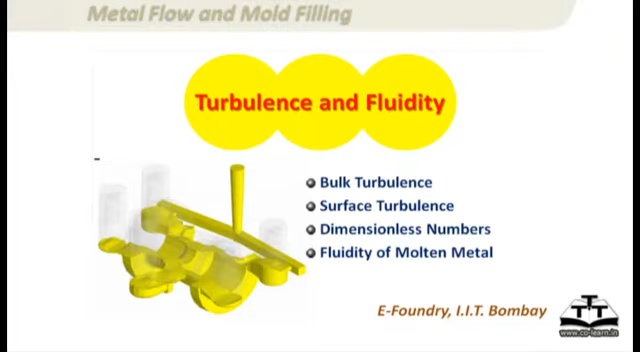 Metal Flow and Mold Filling
Turbulence and Fluidity
Bulk Turbulence
Surface Turbulence
Dimensionless Numbers
Fluidity of Molten Metal
E-Foundry, I.I.T. Bombay
TTT
www.co-learn.in